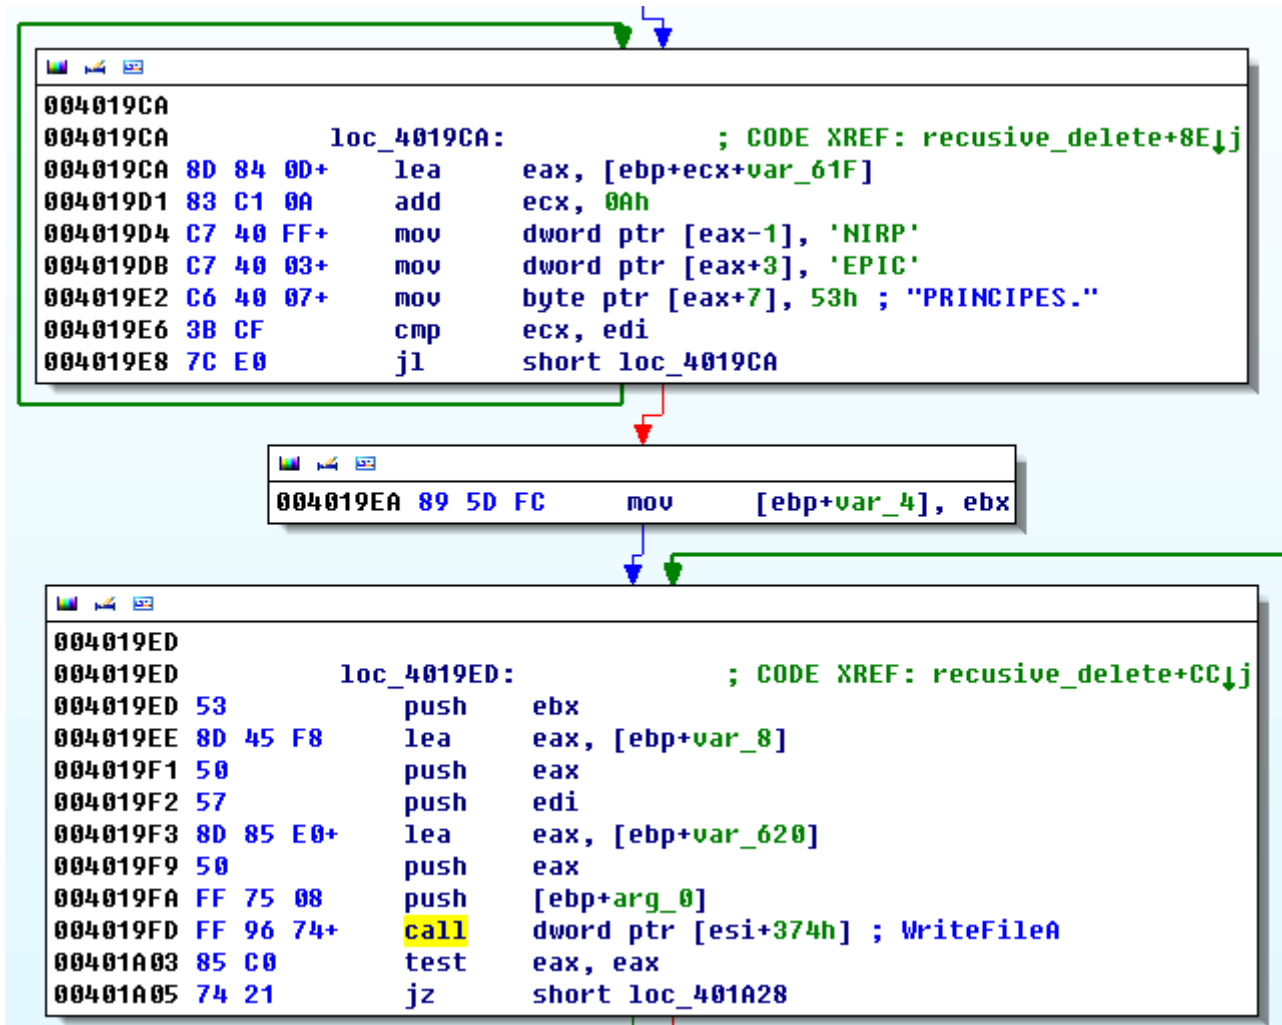 004019CA
004019CA loc_4019CA: ; CODE XREF: recusive_delete+8E↓j
004019CA 8D 84 0D+ lea eax, [ebp+ecx+var_61F]
004019D1 83 C1 0A add ecx, 0Ah
004019D4 C7 40 FF+ mov dword ptr [eax-1], 'NIRP'
004019DB C7 40 03+ mov dword ptr [eax+3], 'EPIC'
004019E2 C6 40 07+ mov byte ptr [eax+7], 53h ; "PRINCIPES."
004019E6 3B CF cmp ecx, edi
004019E8 7C E0 jl short loc_4019CA
004019EA 89 5D FC mov [ebp+var_4], ebx
004019ED
004019ED loc_4019ED: ; CODE XREF: recusive_delete+CC↓j
004019ED 53 push ebx
004019EE 8D 45 F8 lea eax, [ebp+var_8]
004019F1 50 push eax
004019F2 57 push edi
004019F3 8D 85 E0+ lea eax, [ebp+var_620]
004019F9 50 push eax
004019FA FF 75 08 push [ebp+arg_0]
004019FD FF 96 74+ call dword ptr [esi+374h] ; WriteFileA
00401A03 85 C0 test eax, eax
00401A05 74 21 jz short loc_401A28